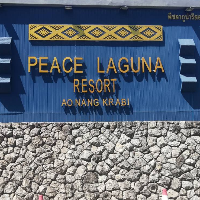 PEACE LAGUNA
RESORT
AO NANG KRABI